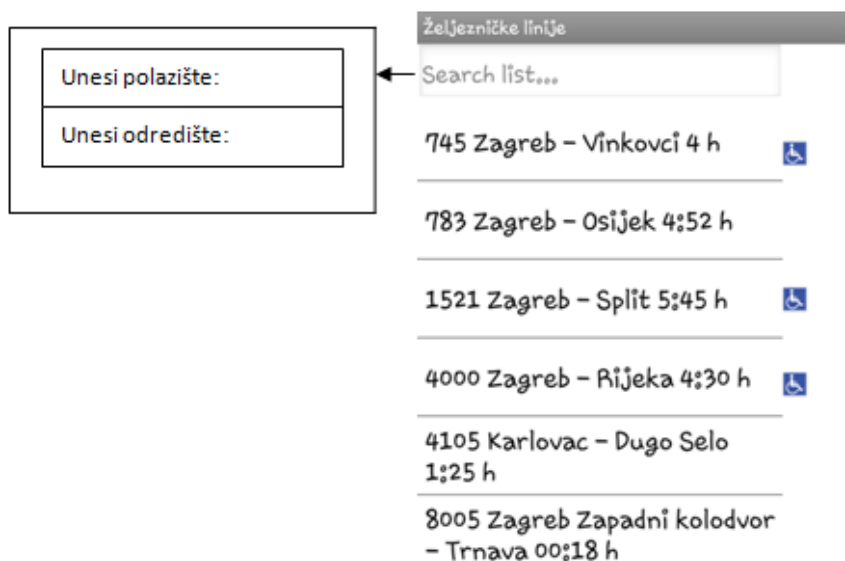 Unesi polazište:
Unesi odredište:
Željezničke linije
Search list...
745 Zagreb – Vinkovci 4 h
783 Zagreb – Osijek 4:52 h
1521 Zagreb – Split 5:45 h
4000 Zagreb – Rijeka 4:30 h
4105 Karlovac – Dugo Selo
1:25 h
8005 Zagreb Zapadni kolodvor
– Trnava 00:18 h